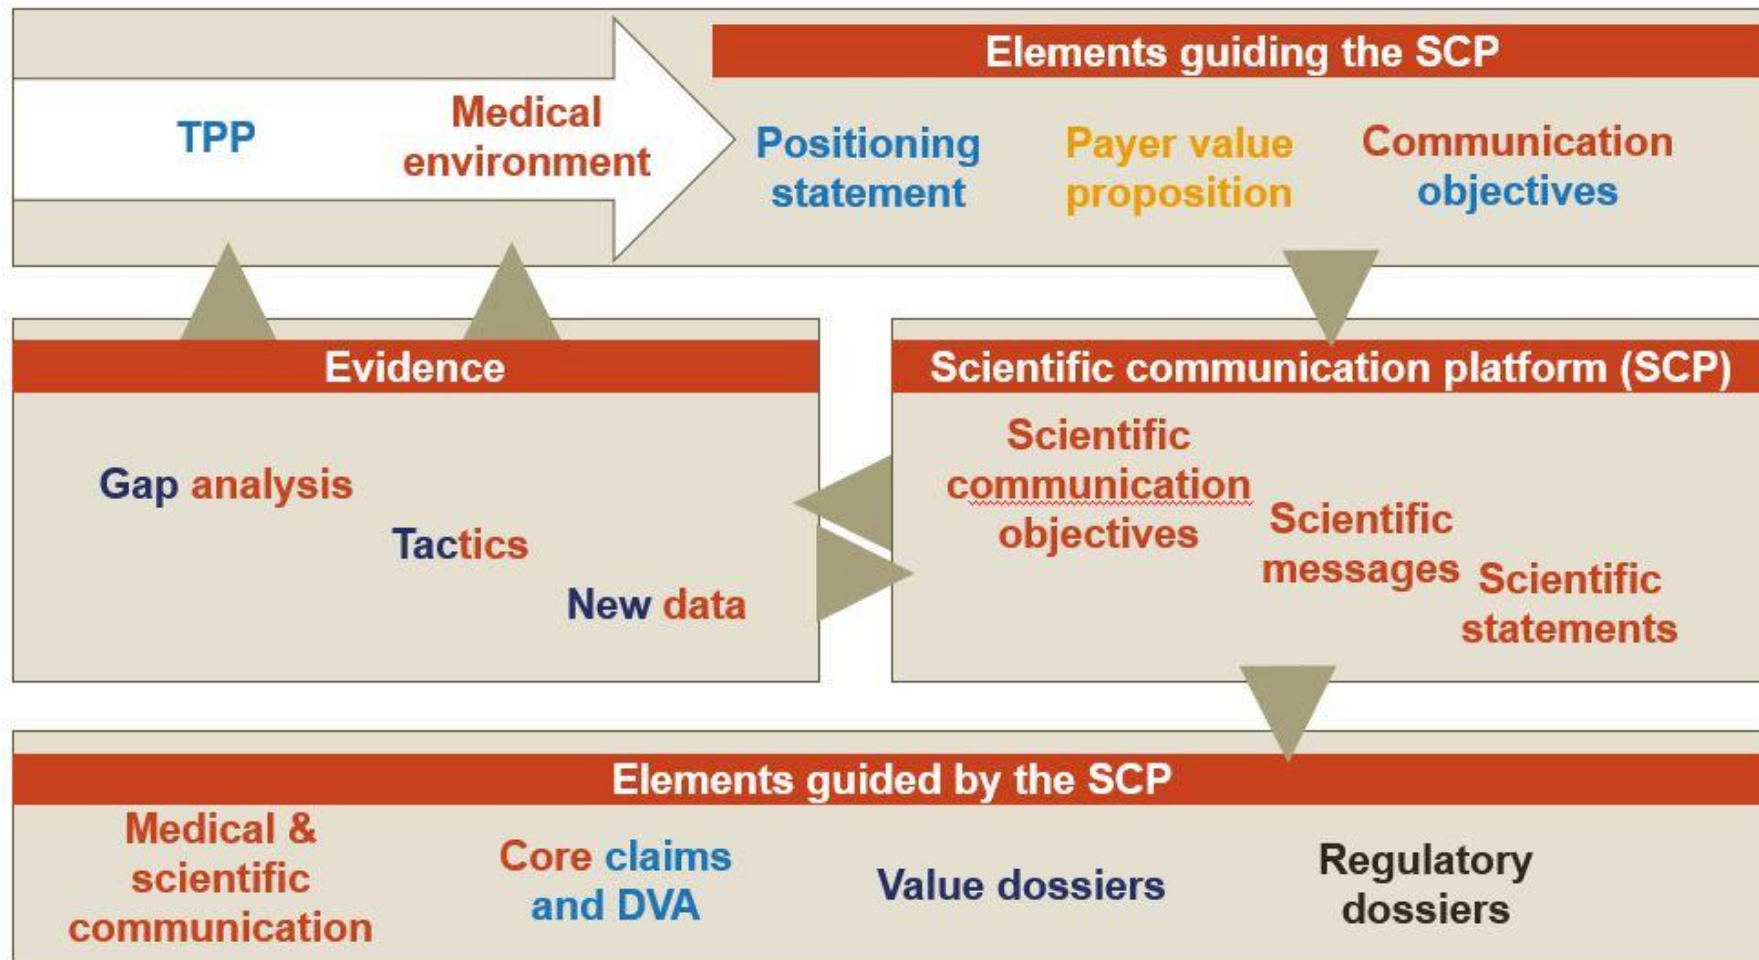 Elements guiding the SCP
TPP
Medical
environment
Positioning
statement
Payer value
proposition
Communication
objectives
Evidence
Gap analysis
Tactics
New data
Scientific communication platform (SCP)
Scientific
communication
objectives
Scientific
messages
Scientific
statements
Elements guided by the SCP
Medical &
scientific
communication
Core claims
and DVA
Value dossiers
Regulatory
dossiers